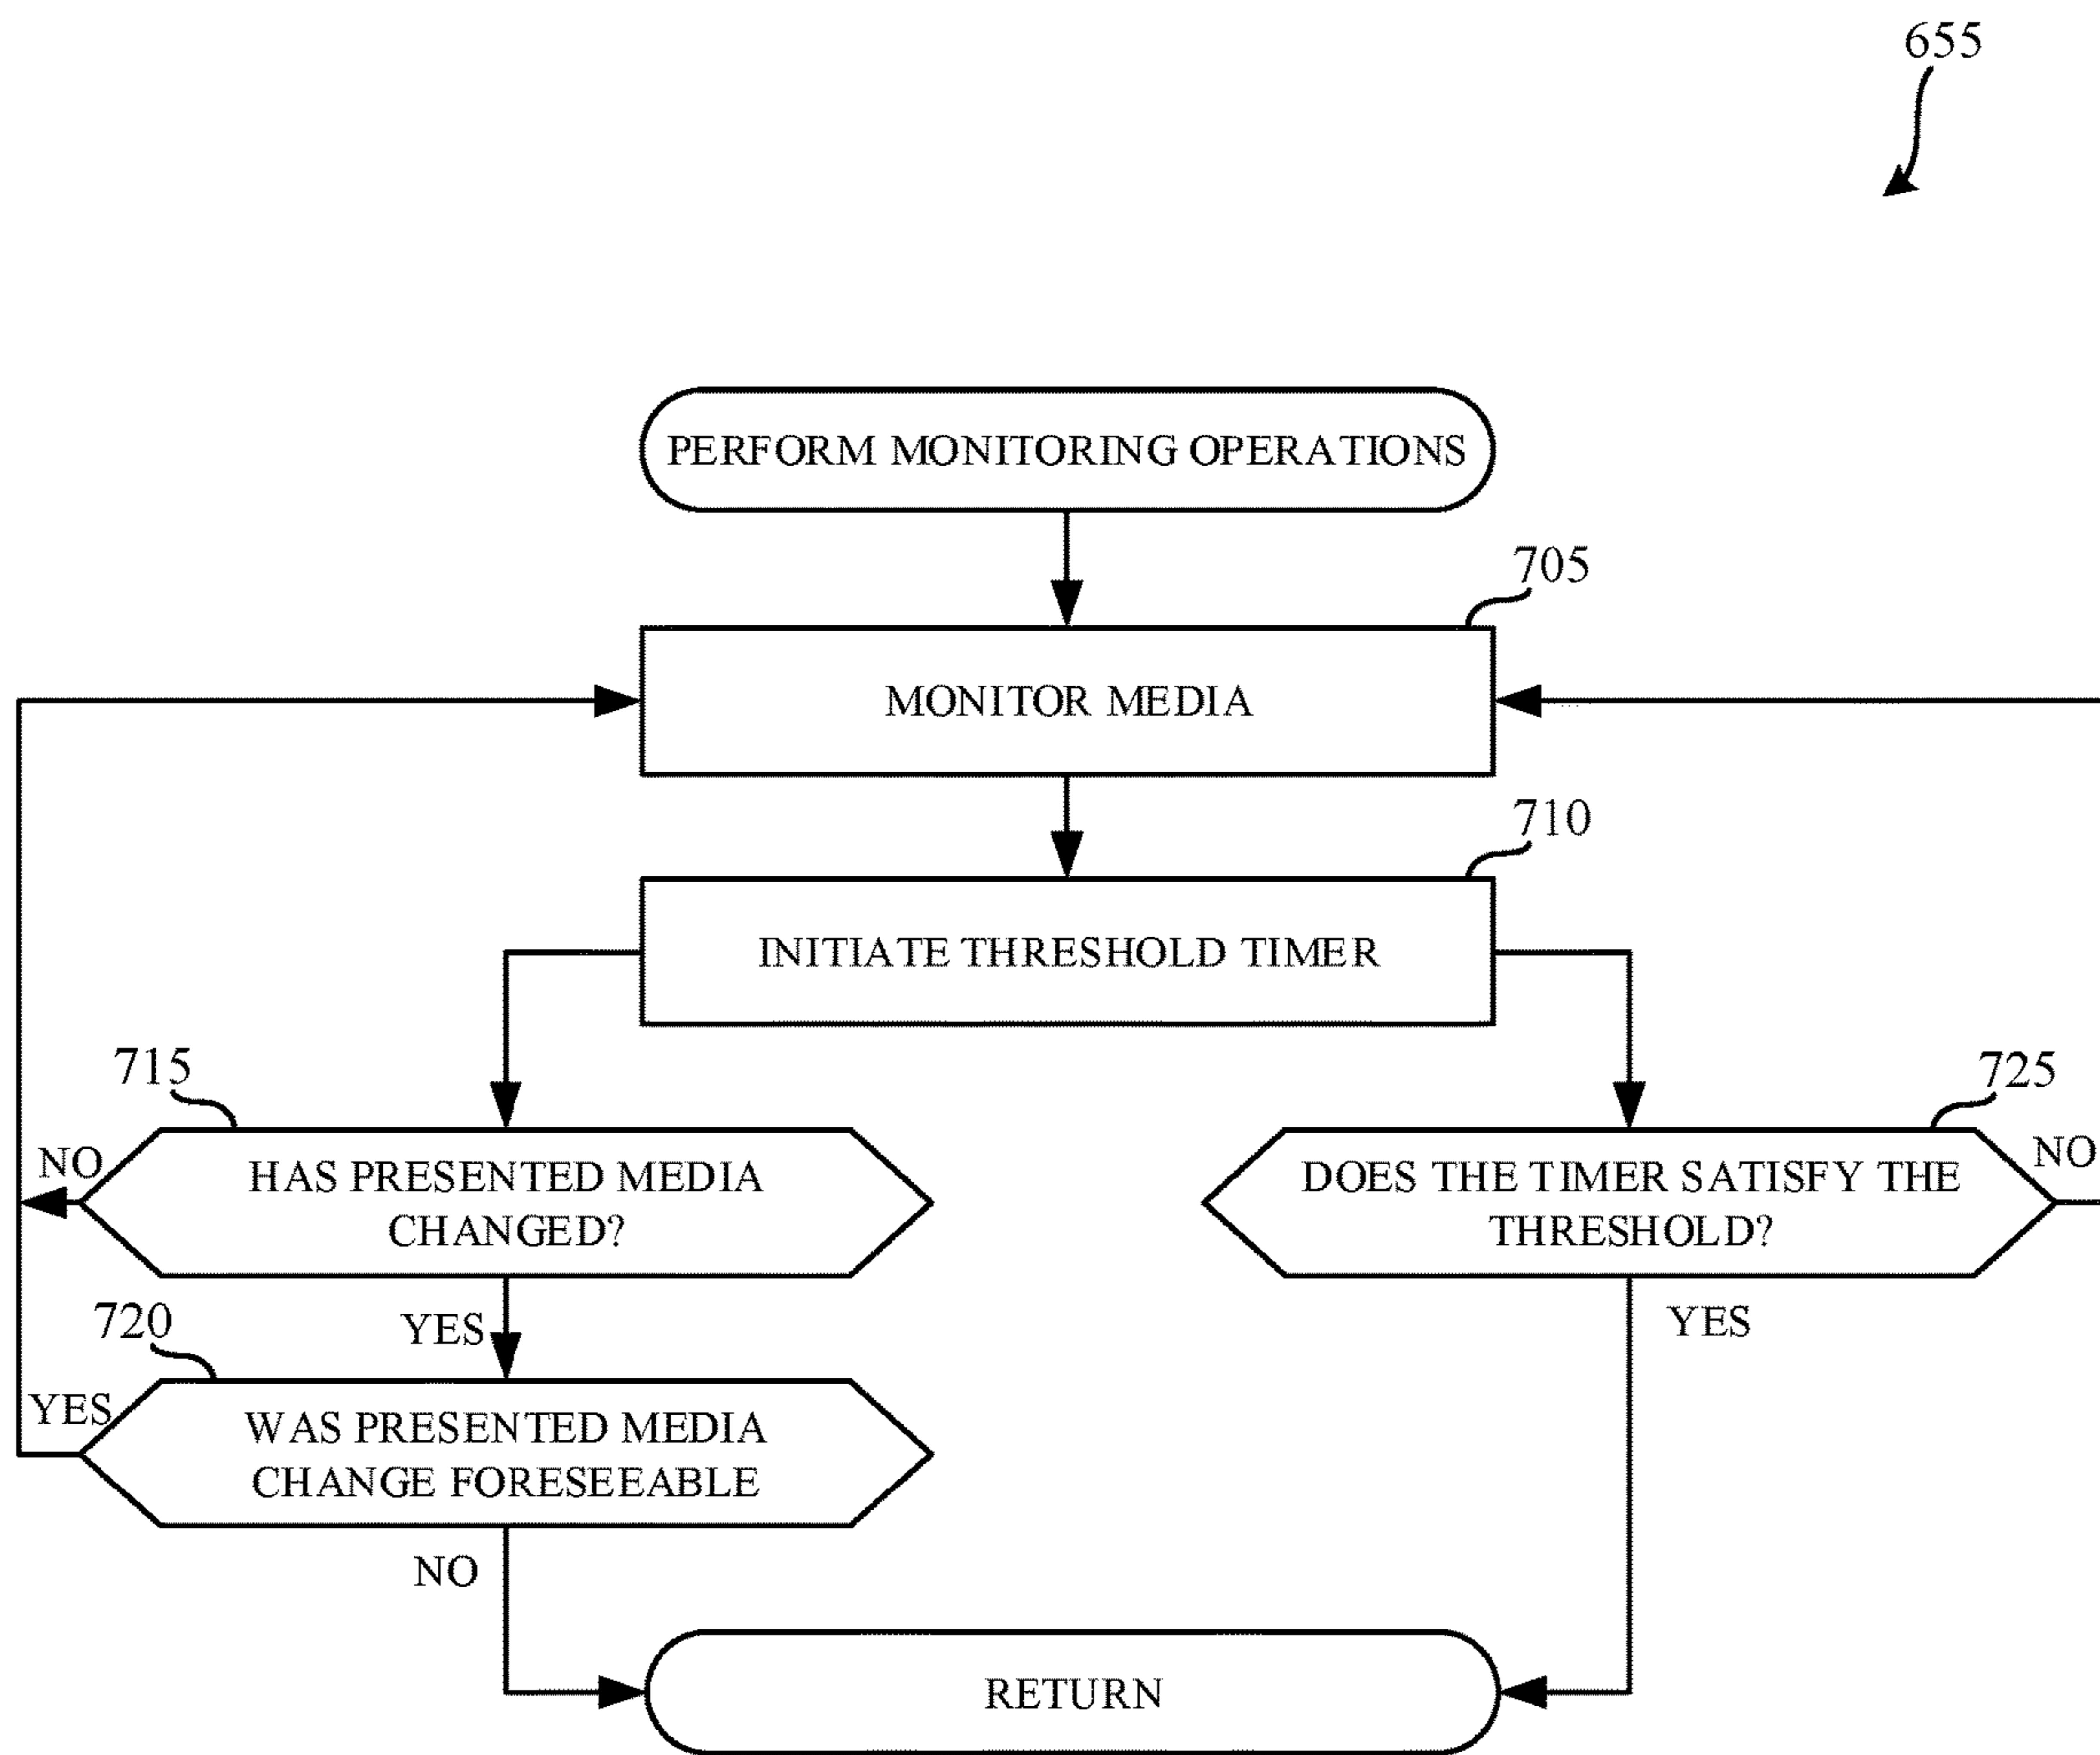 655
PERFORM MONITORING OPERATIONS
705
MONITOR MEDIA
710
INITIATE THRESHOLD TIMER
715
NO
HAS PRESENTED MEDIA
CHANGED?
YES
725
DOES THE TIMER SATISFY THE
THRESHOLD?
NO
YES
720
YES
WAS PRESENTED MEDIA
CHANGE FORESEEABLE
NO
RETURN